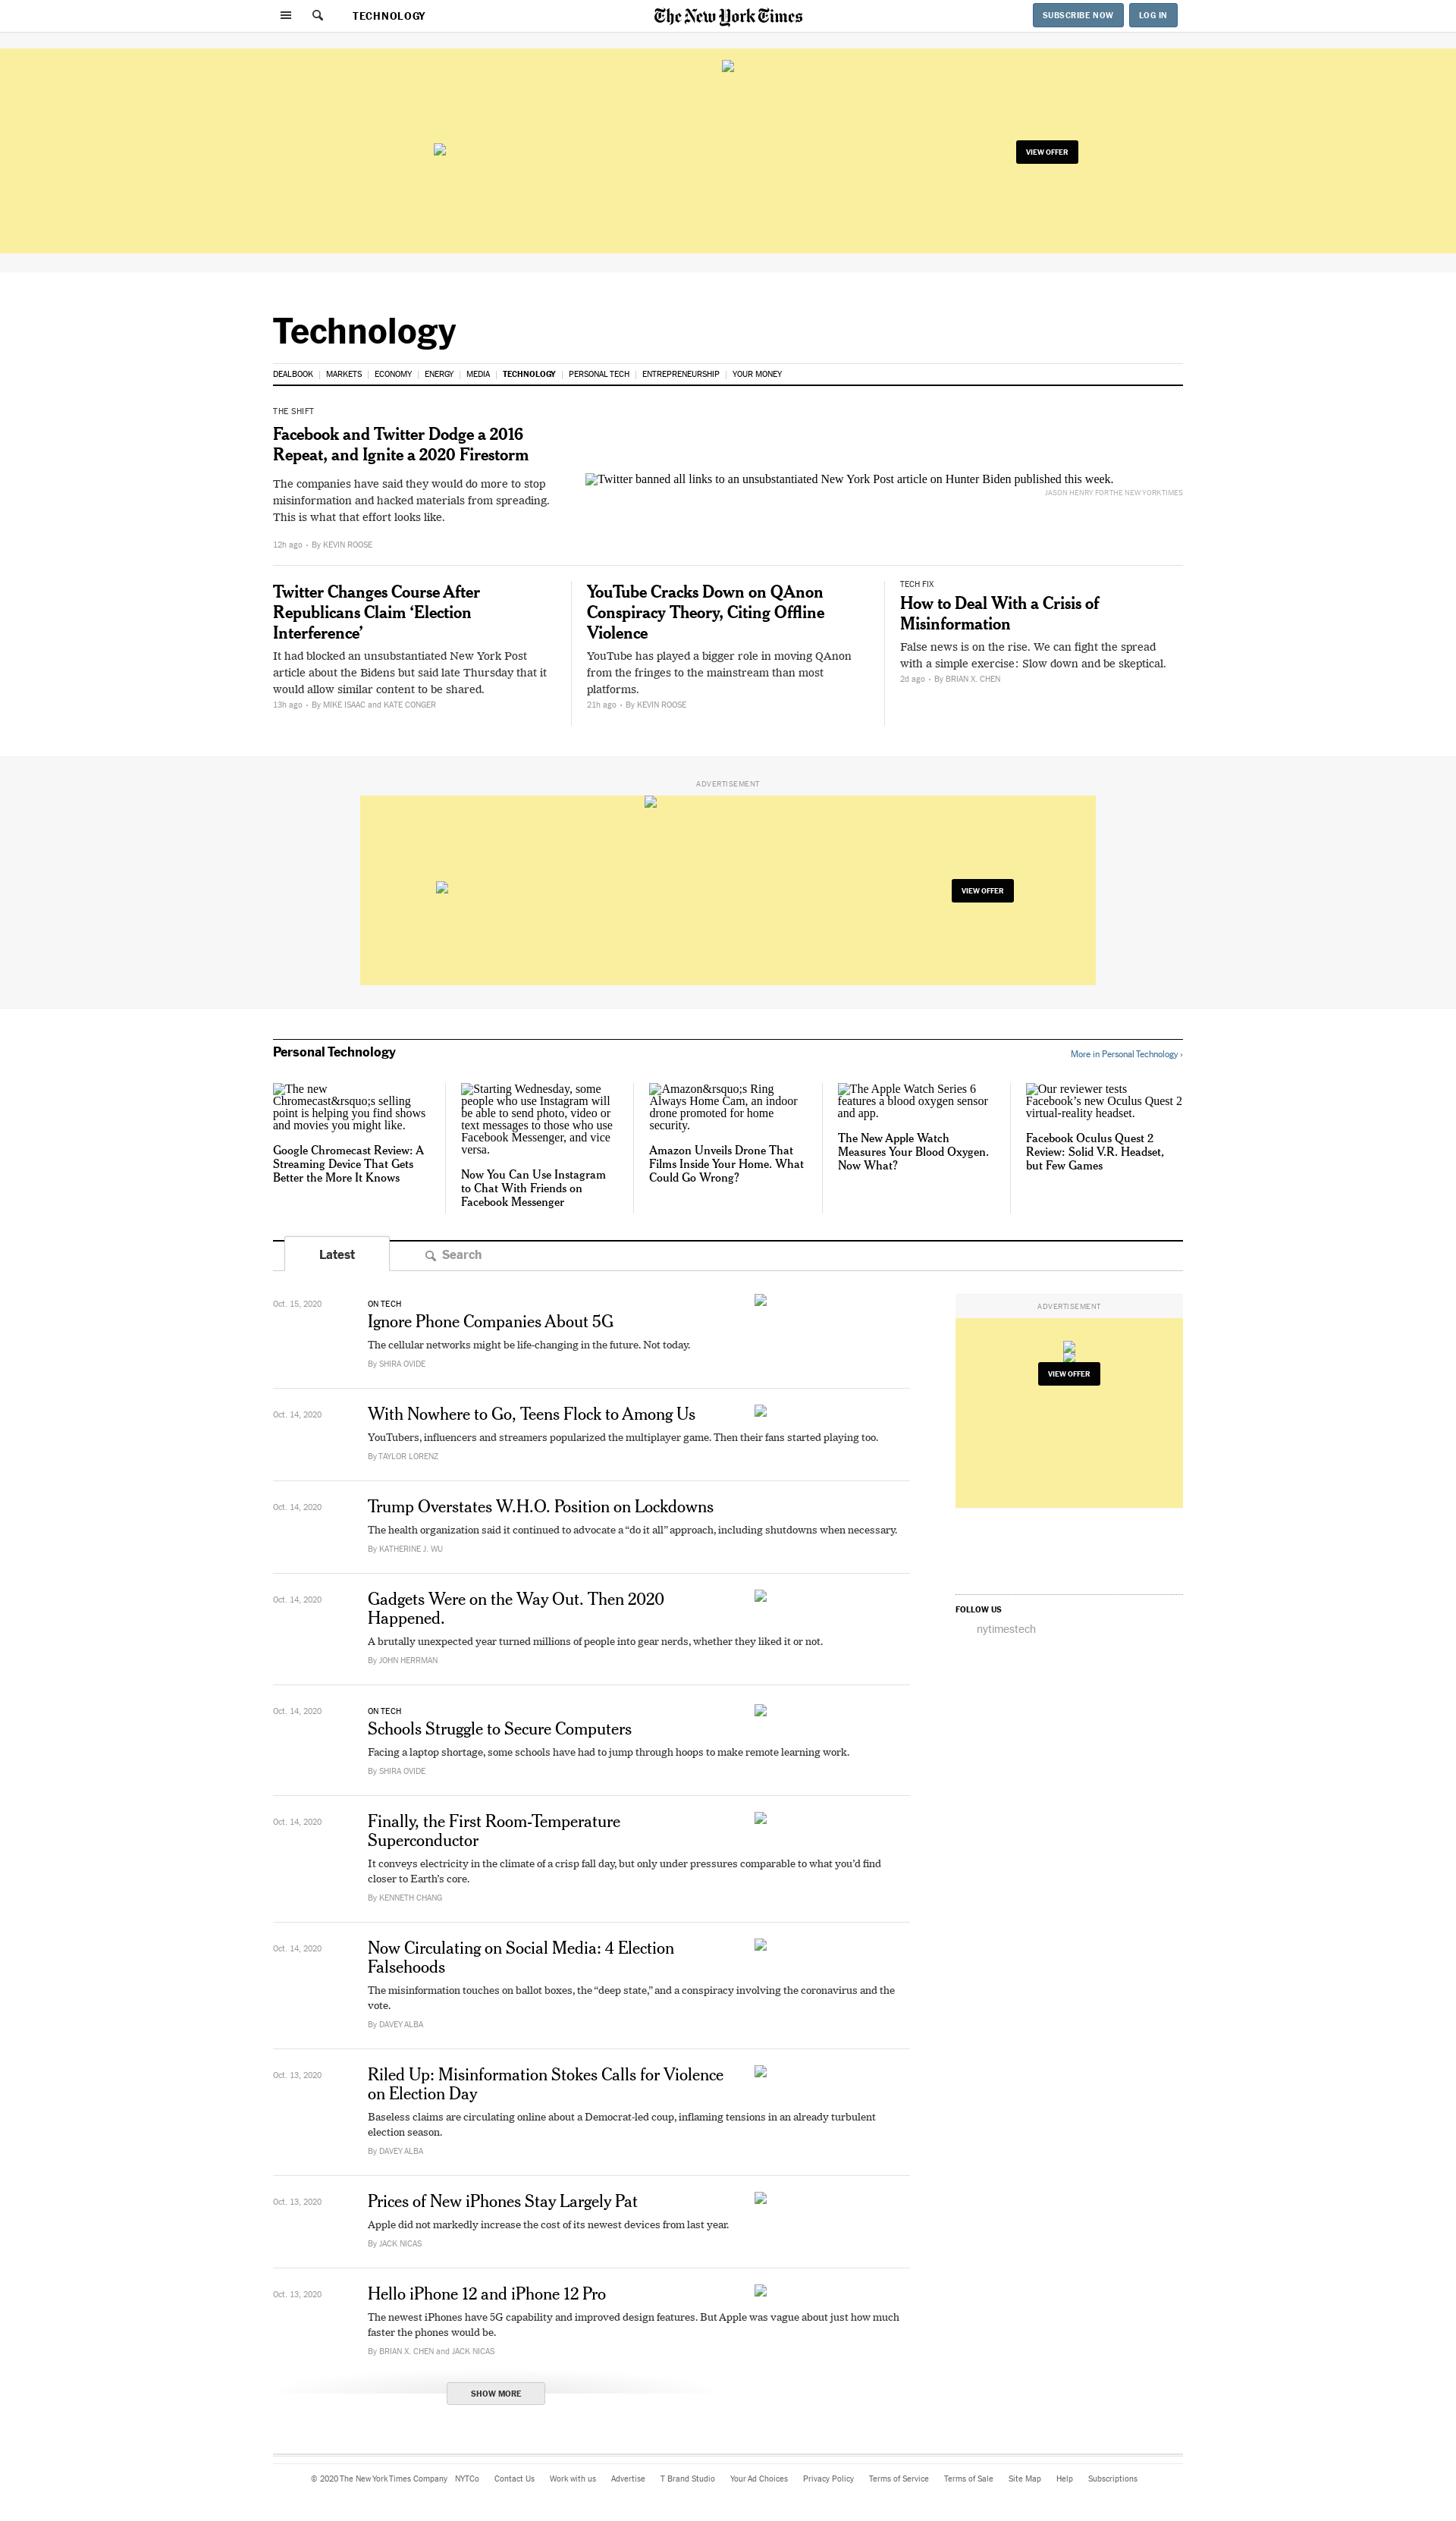 TECHNOLOGY
The New York Times
SUBSCRIBE NOW
LOG IN
VIEW OFFER
Technology
DEALBOOK | MARKETS | ECONOMY | ENERGY | MEDIA | TECHNOLOGY | PERSONAL TECH | ENTREPRENEURSHIP | YOUR MONEY
THE SHIFT
Facebook and Twitter Dodge a 2016
Repeat, and Ignite a 2020 Firestorm
The companies have said they would do more to stop
misinformation and hacked materials from spreading.
This is what that effort looks like.
12h ago • By KEVIN ROOSE
Twitter banned all links to an unsubstantiated New York Post article on Hunter Biden published this week.
JASON HENRY FOR THE NEW YORK TIMES
Twitter Changes Course After
Republicans Claim ‘Election
Interference’
It had blocked an unsubstantiated New York Post
article about the Bidens but said late Thursday that it
would allow similar content to be shared.
13h ago • By MIKE ISAAC and KATE CONGER
YouTube Cracks Down on QAnon
Conspiracy Theory, Citing Offline
Violence
YouTube has played a bigger role in moving QAnon
from the fringes to the mainstream than most
platforms.
21h ago • By KEVIN ROOSE
TECH FIX
How to Deal With a Crisis of
Misinformation
False news is on the rise. We can fight the spread
with a simple exercise: Slow down and be skeptical.
2d ago • By BRIAN X. CHEN
ADVERTISEMENT
VIEW OFFER
Personal Technology
More in Personal Technology ›
The new
Chromecast&rsquo;s selling
point is helping you find shows
and movies you might like.
Google Chromecast Review: A
Streaming Device That Gets
Better the More It Knows
Starting Wednesday, some
people who use Instagram will
be able to send photo, video or
text messages to those who use
Facebook Messenger, and vice
versa.
Now You Can Use Instagram
to Chat With Friends on
Facebook Messenger
Amazon&rsquo;s Ring
Always Home Cam, an indoor
drone promoted for home
security.
Amazon Unveils Drone That
Films Inside Your Home. What
Could Go Wrong?
The Apple Watch Series 6
features a blood oxygen sensor
and app.
The New Apple Watch
Measures Your Blood Oxygen.
Now What?
Our reviewer tests
Facebook’s new Oculus Quest 2
virtual-reality headset.
Facebook Oculus Quest 2
Review: Solid V.R. Headset,
but Few Games
Latest
Search
Oct. 15, 2020
ON TECH
Ignore Phone Companies About 5G
The cellular networks might be life-changing in the future. Not today.
By SHIRA OVIDE
Oct. 14, 2020
With Nowhere to Go, Teens Flock to Among Us
YouTubers, influencers and streamers popularized the multiplayer game. Then their fans started playing too.
By TAYLOR LORENZ
Oct. 14, 2020
Trump Overstates W.H.O. Position on Lockdowns
The health organization said it continued to advocate a “do it all” approach, including shutdowns when necessary.
By KATHERINE J. WU
Oct. 14, 2020
Gadgets Were on the Way Out. Then 2020
Happened.
A brutally unexpected year turned millions of people into gear nerds, whether they liked it or not.
By JOHN HERRMAN
Oct. 14, 2020
ON TECH
Schools Struggle to Secure Computers
Facing a laptop shortage, some schools have had to jump through hoops to make remote learning work.
By SHIRA OVIDE
Oct. 14, 2020
Finally, the First Room-Temperature
Superconductor
It conveys electricity in the climate of a crisp fall day, but only under pressures comparable to what you’d find
closer to Earth’s core.
By KENNETH CHANG
Oct. 14, 2020
Now Circulating on Social Media: 4 Election
Falsehoods
The misinformation touches on ballot boxes, the “deep state,” and a conspiracy involving the coronavirus and the
vote.
By DAVEY ALBA
Oct. 13, 2020
Riled Up: Misinformation Stokes Calls for Violence
on Election Day
Baseless claims are circulating online about a Democrat-led coup, inflaming tensions in an already turbulent
election season.
By DAVEY ALBA
Oct. 13, 2020
Prices of New iPhones Stay Largely Pat
Apple did not markedly increase the cost of its newest devices from last year.
By JACK NICAS
Oct. 13, 2020
Hello iPhone 12 and iPhone 12 Pro
The newest iPhones have 5G capability and improved design features. But Apple was vague about just how much
faster the phones would be.
By BRIAN X. CHEN and JACK NICAS
SHOW MORE
ADVERTISEMENT
VIEW OFFER
FOLLOW US
nytimestech
© 2020 The New York Times Company NYTCo Contact Us Work with us Advertise T Brand Studio Your Ad Choices Privacy Policy Terms of Service Terms of Sale Site Map Help Subscriptions